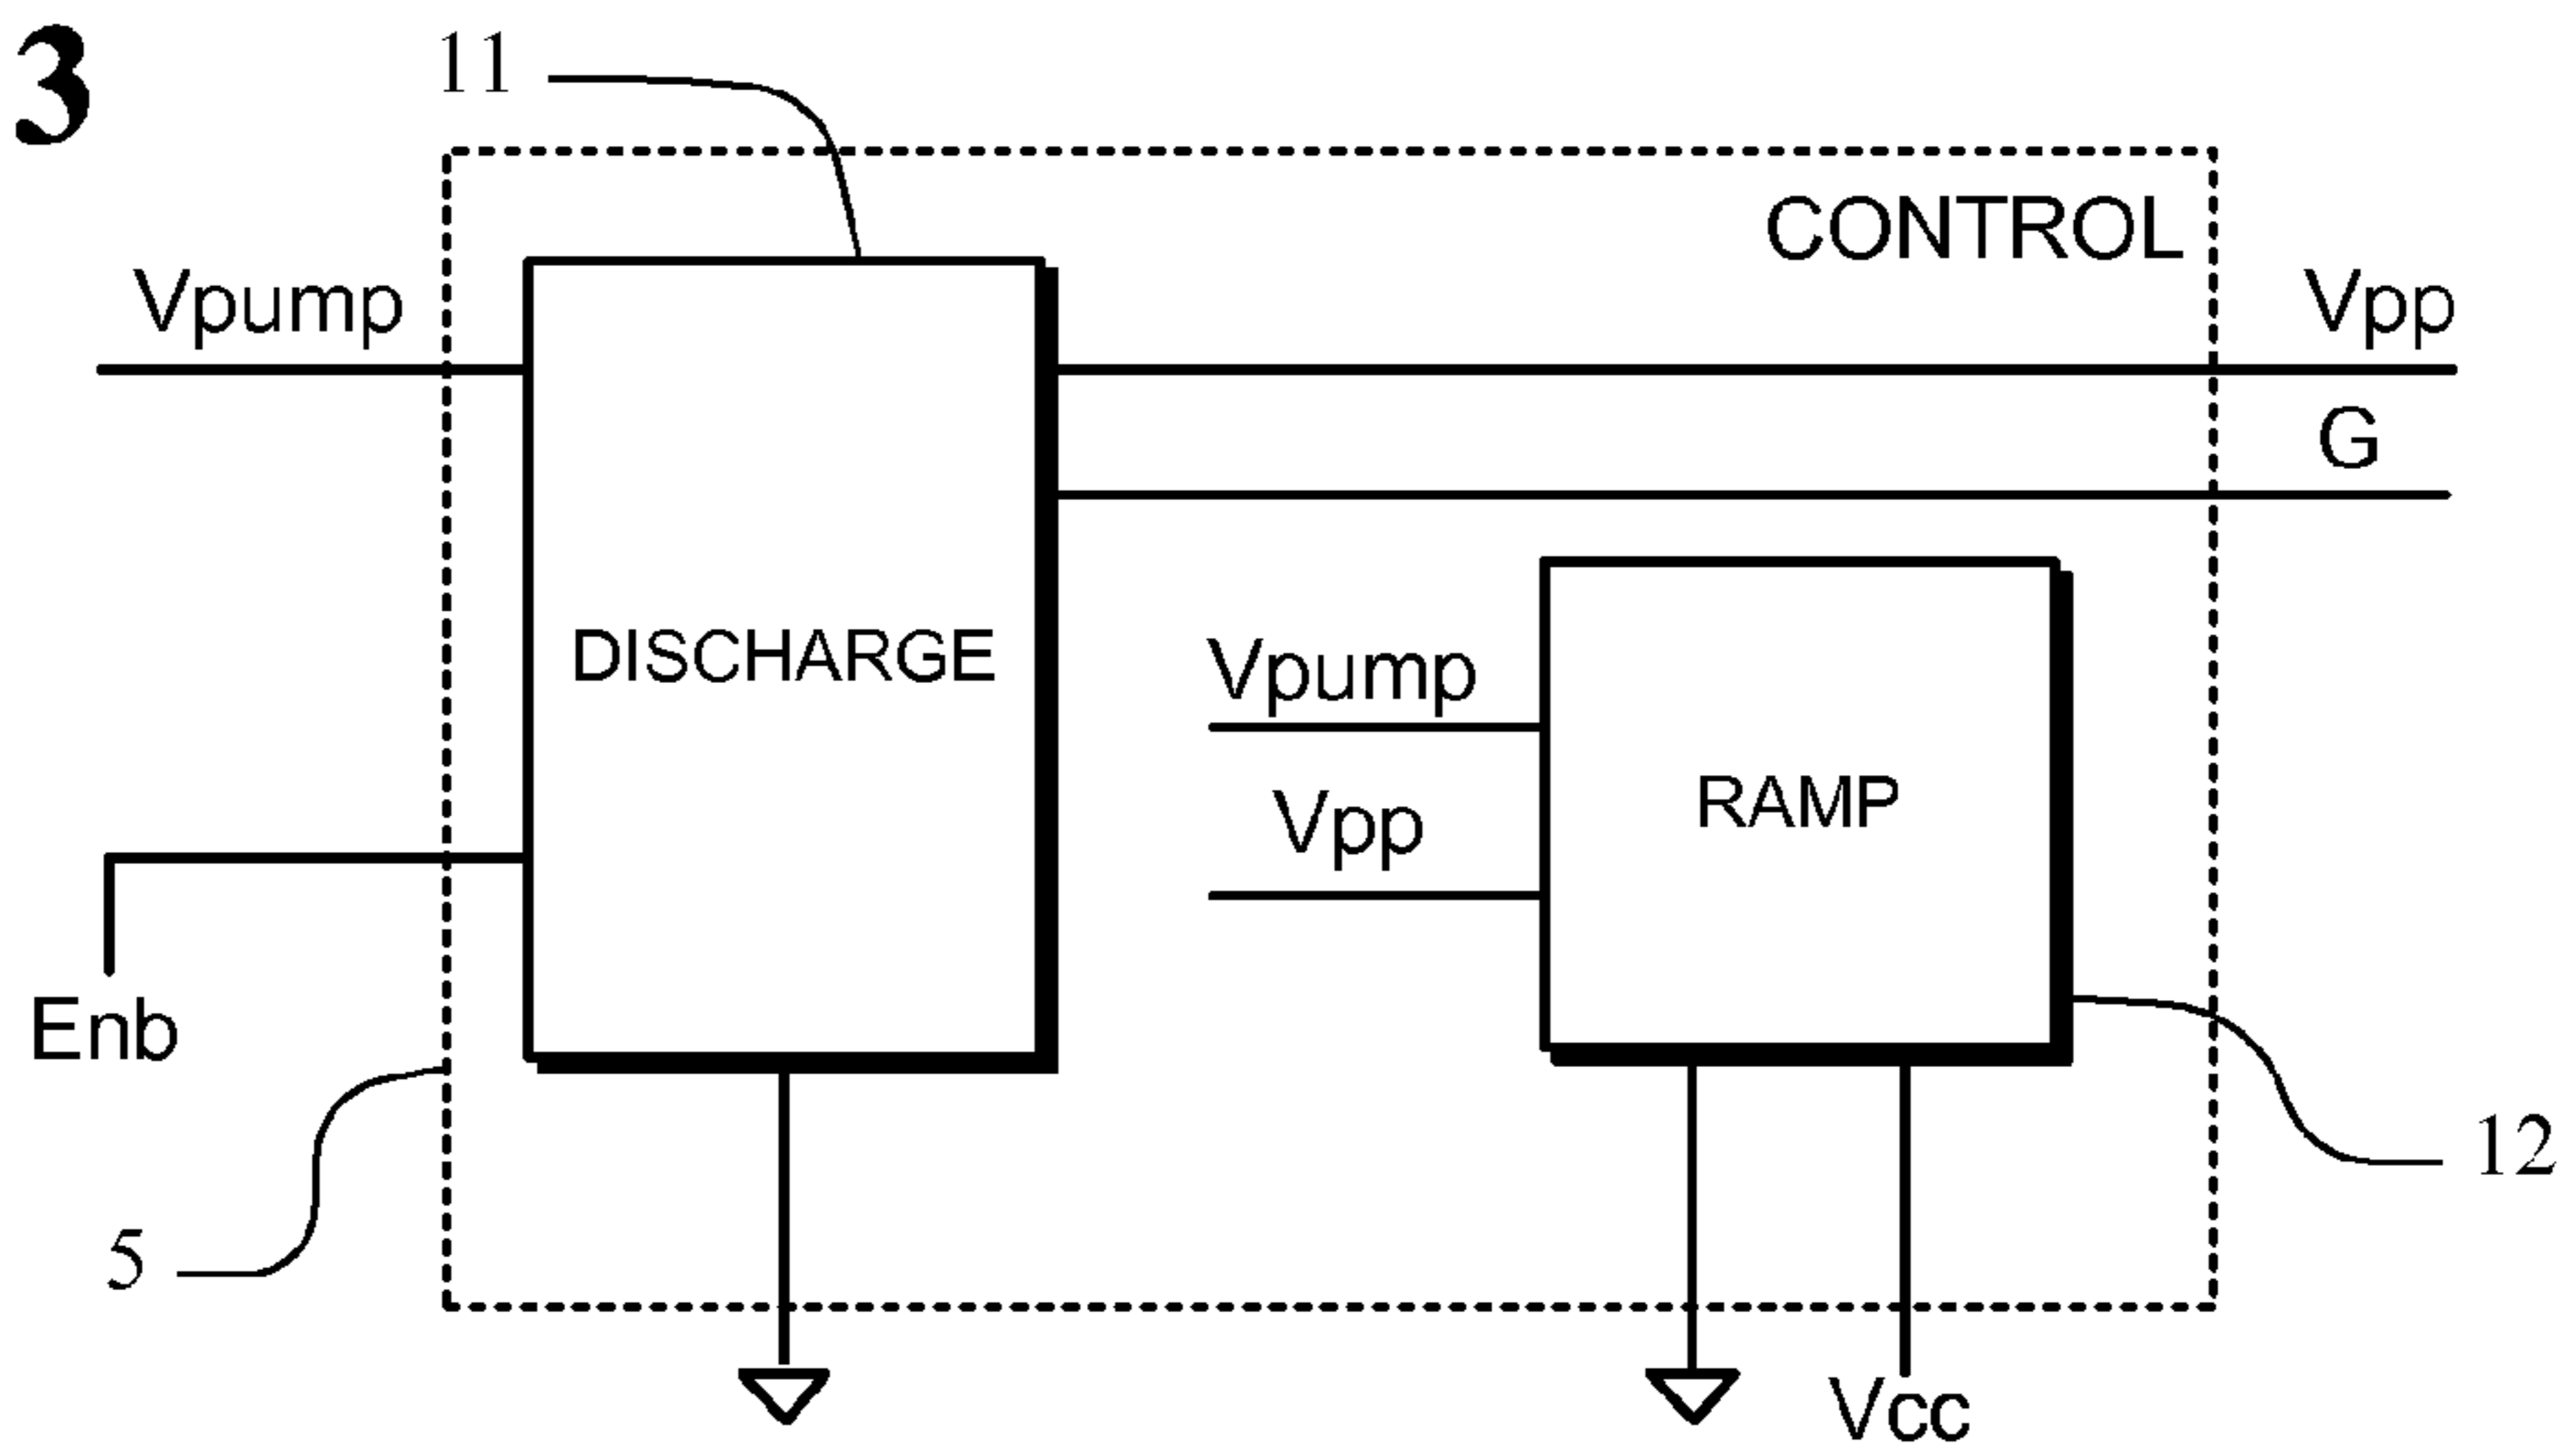 3
11
CONTROL
Vpump
Vpp
G
DISCHARGE
Vpump
RAMP
Vpp
Enb
12
5
Vcc